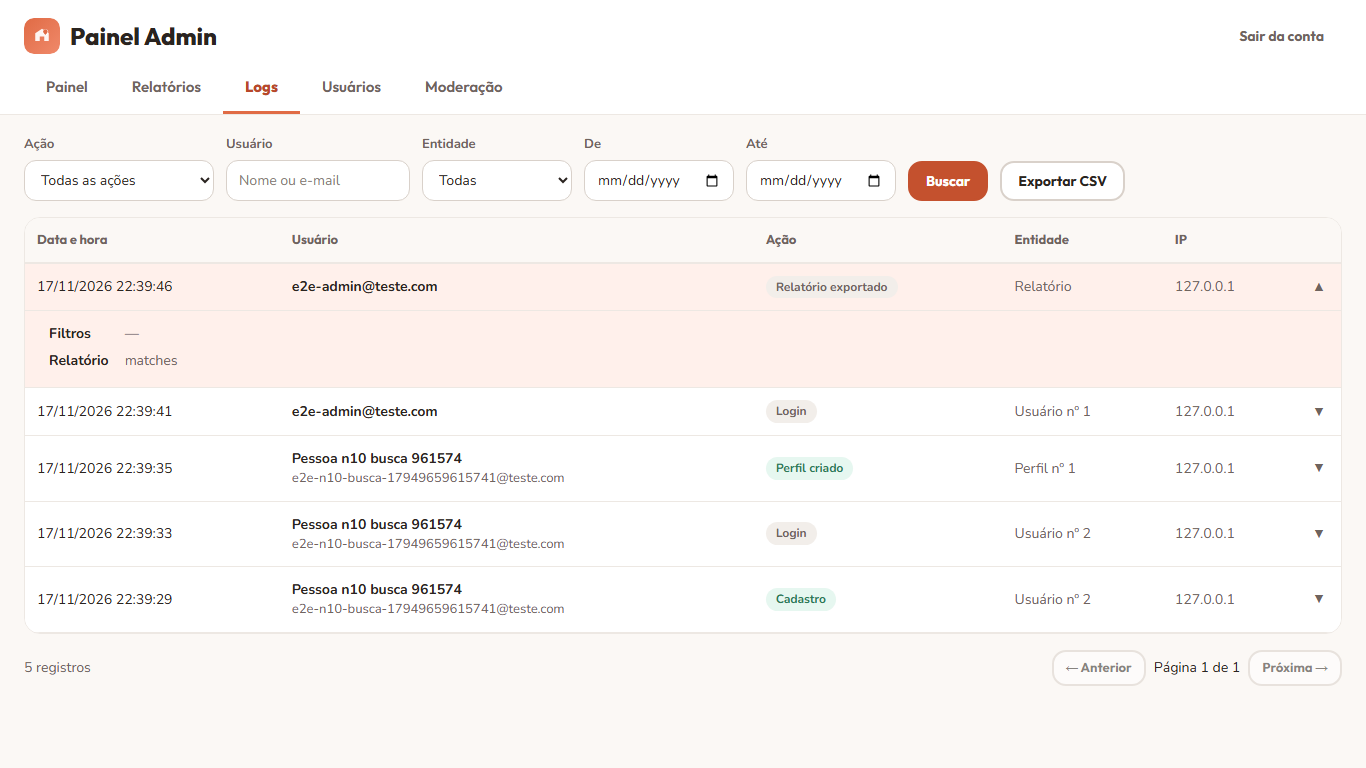 Painel Admin
Sair da conta
Painel Relatórios Logs Usuários Moderação
Ação Usuário Entidade De Até
Todas as ações Nome ou e-mail Todas mm/dd/yyyy mm/dd/yyyy Buscar Exportar CSV
Data e hora Usuário Ação Entidade IP
17/11/2026 22:39:46 e2e-admin@teste.com Relatório exportado Relatório 127.0.0.1 ▲
Filtros —
Relatório matches
17/11/2026 22:39:41 e2e-admin@teste.com Login Usuário nº 1 127.0.0.1 ▼
17/11/2026 22:39:35 Pessoa n10 busca 961574 Perfil criado Perfil nº 1 127.0.0.1 ▼
e2e-n10-busca-17949659615741@teste.com
17/11/2026 22:39:33 Pessoa n10 busca 961574 Login Usuário nº 2 127.0.0.1 ▼
e2e-n10-busca-17949659615741@teste.com
17/11/2026 22:39:29 Pessoa n10 busca 961574 Cadastro Usuário nº 2 127.0.0.1 ▼
e2e-n10-busca-17949659615741@teste.com
5 registros ← Anterior Página 1 de 1 Próxima →